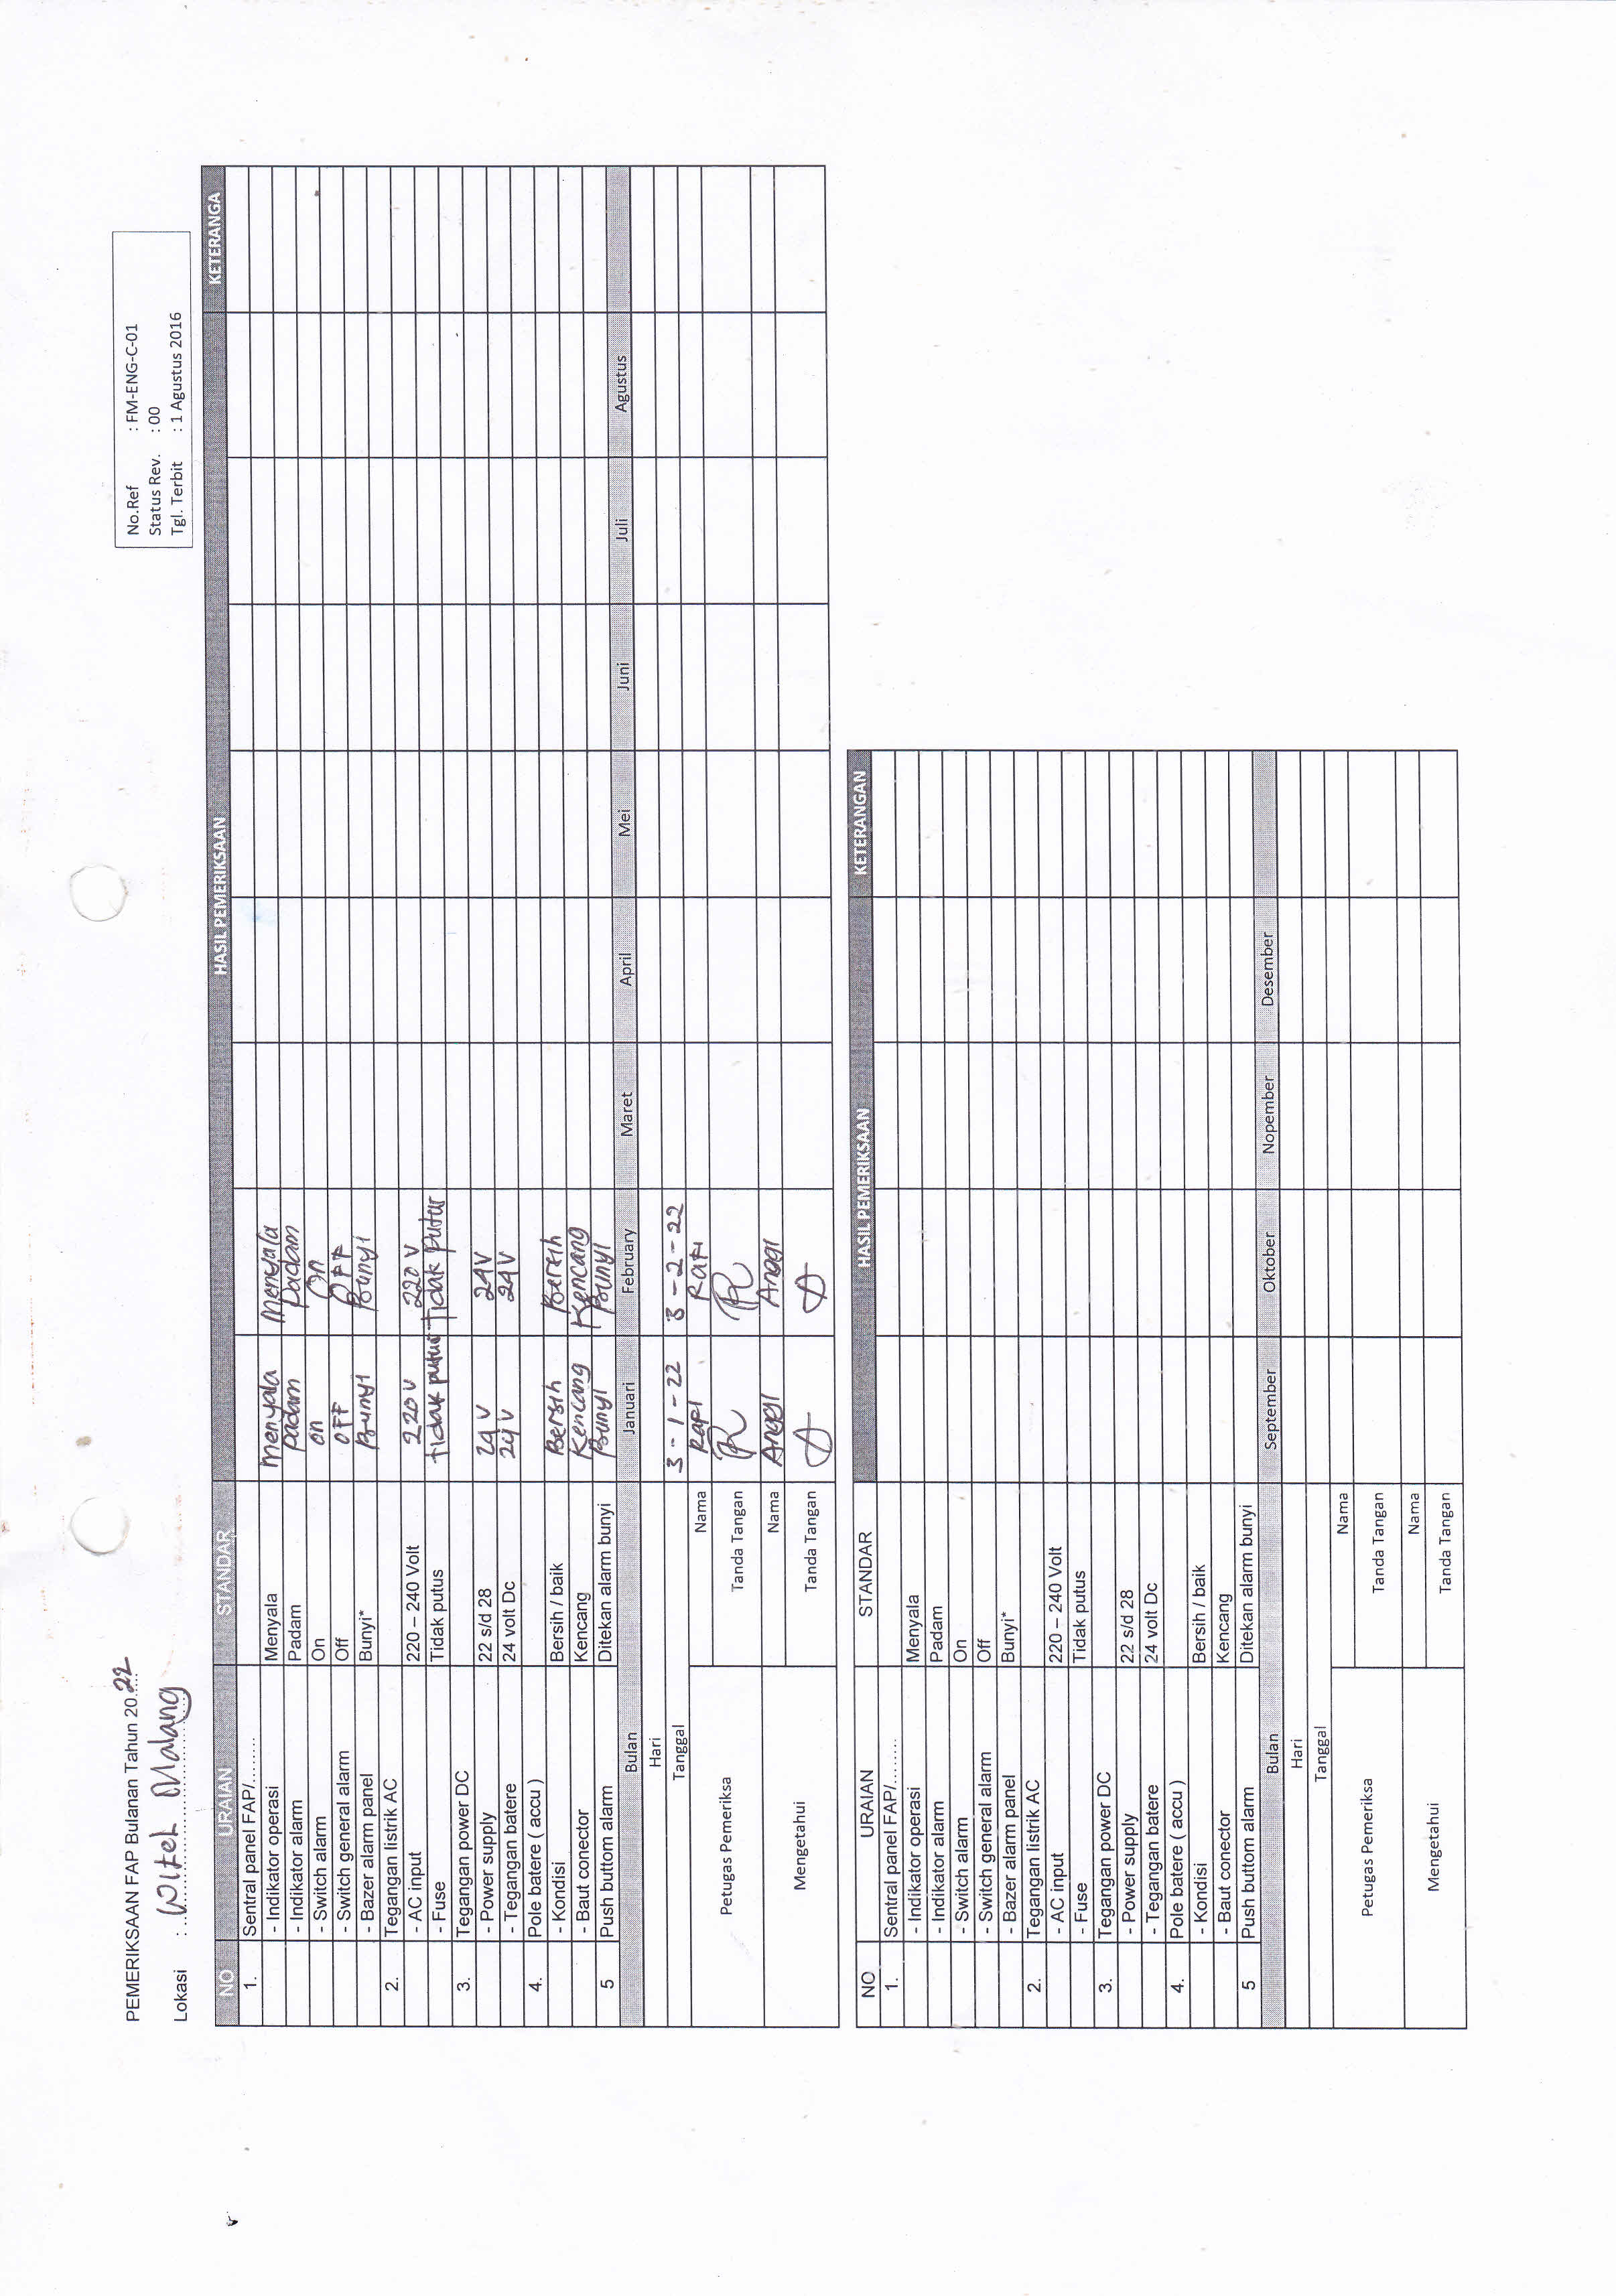 PEMERIKSAAN FAP Bulanan Tahun 20.22
Lokasi : Witel Malang
No.Ref : FM-ENG-C-01
Status Rev. : 00
Tgl. Terbit : 1 Agustus 2016
NO URAIAN STANDAR HASIL PEMERIKSAAN KETERANGA
1. Sentral panel FAP/........
- Indikator operasi Menyala Menyala Menyala
- Indikator alarm Padam Padam Padam
- Switch alarm On on On
- Switch general alarm Off OFF OFF
- Bazer alarm panel Bunyi* Bunyi Bunyi
2. Tegangan listrik AC
- AC input 220 – 240 Volt 220 V 220 V
- Fuse Tidak putus tidak putus Tidak Putus
3. Tegangan power DC
- Power supply 22 s/d 28 24 V 24V
- Tegangan batere 24 volt Dc 24 V 24 V
4. Pole batere ( accu )
- Kondisi Bersih / baik Bersih Bersih
- Baut conector Kencang Kencang Kencang
5 Push buttom alarm Ditekan alarm bunyi Bunyi Bunyi
Bulan Januari February Maret April Mei Juni Juli Agustus
Hari
Tanggal 3 - 1 - 22 3 - 2 - 22
Petugas Pemeriksa Nama Rafi Rafi
Tanda Tangan
Mengetahui Nama Anggi Anggi
Tanda Tangan
NO URAIAN STANDAR HASIL PEMERIKSAAN KETERANGAN
1. Sentral panel FAP/........
- Indikator operasi Menyala
- Indikator alarm Padam
- Switch alarm On
- Switch general alarm Off
- Bazer alarm panel Bunyi*
2. Tegangan listrik AC
- AC input 220 – 240 Volt
- Fuse Tidak putus
3. Tegangan power DC
- Power supply 22 s/d 28
- Tegangan batere 24 volt Dc
4. Pole batere ( accu )
- Kondisi Bersih / baik
- Baut conector Kencang
5 Push buttom alarm Ditekan alarm bunyi
Bulan September Oktober Nopember Desember
Hari
Tanggal
Petugas Pemeriksa Nama
Tanda Tangan
Mengetahui Nama
Tanda Tangan